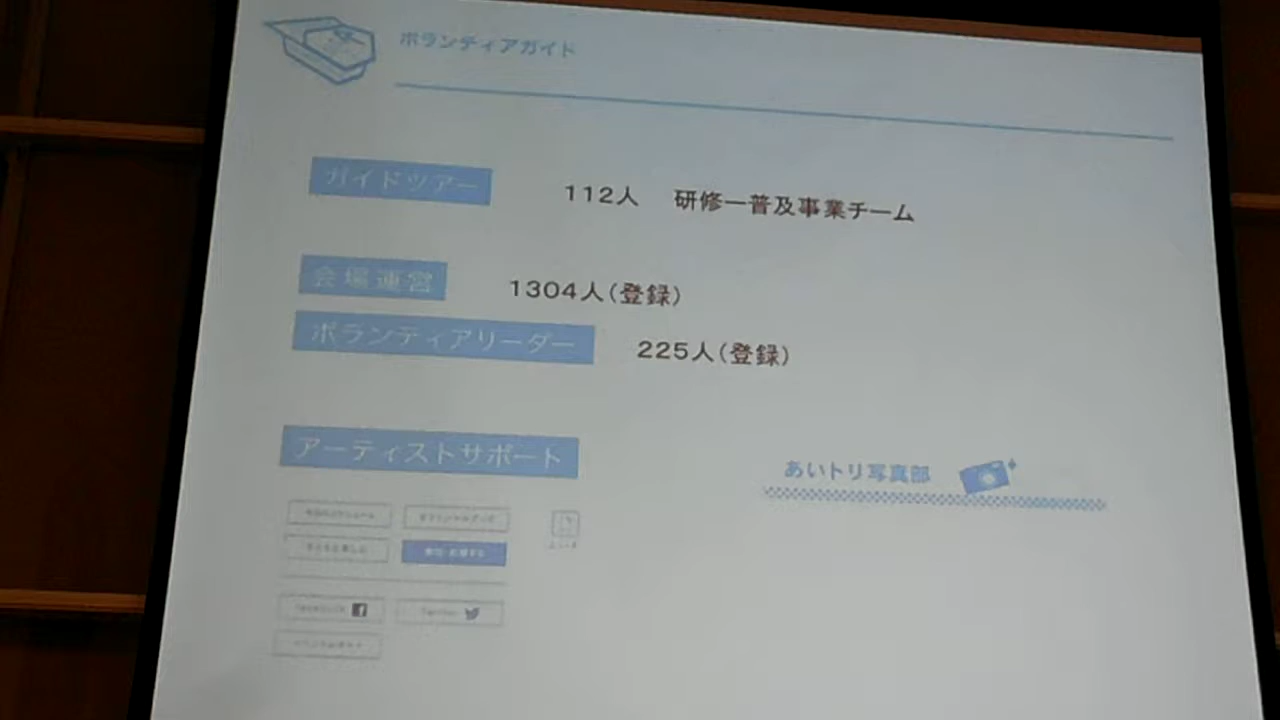 ボランティアガイド
ガイドツアー
112人 研修ー普及事業チーム
会場運営
1304人(登録)
ボランティアリーダー
225人(登録)
アーティストサポート
あいトリ写真部
Facebook
Twitter